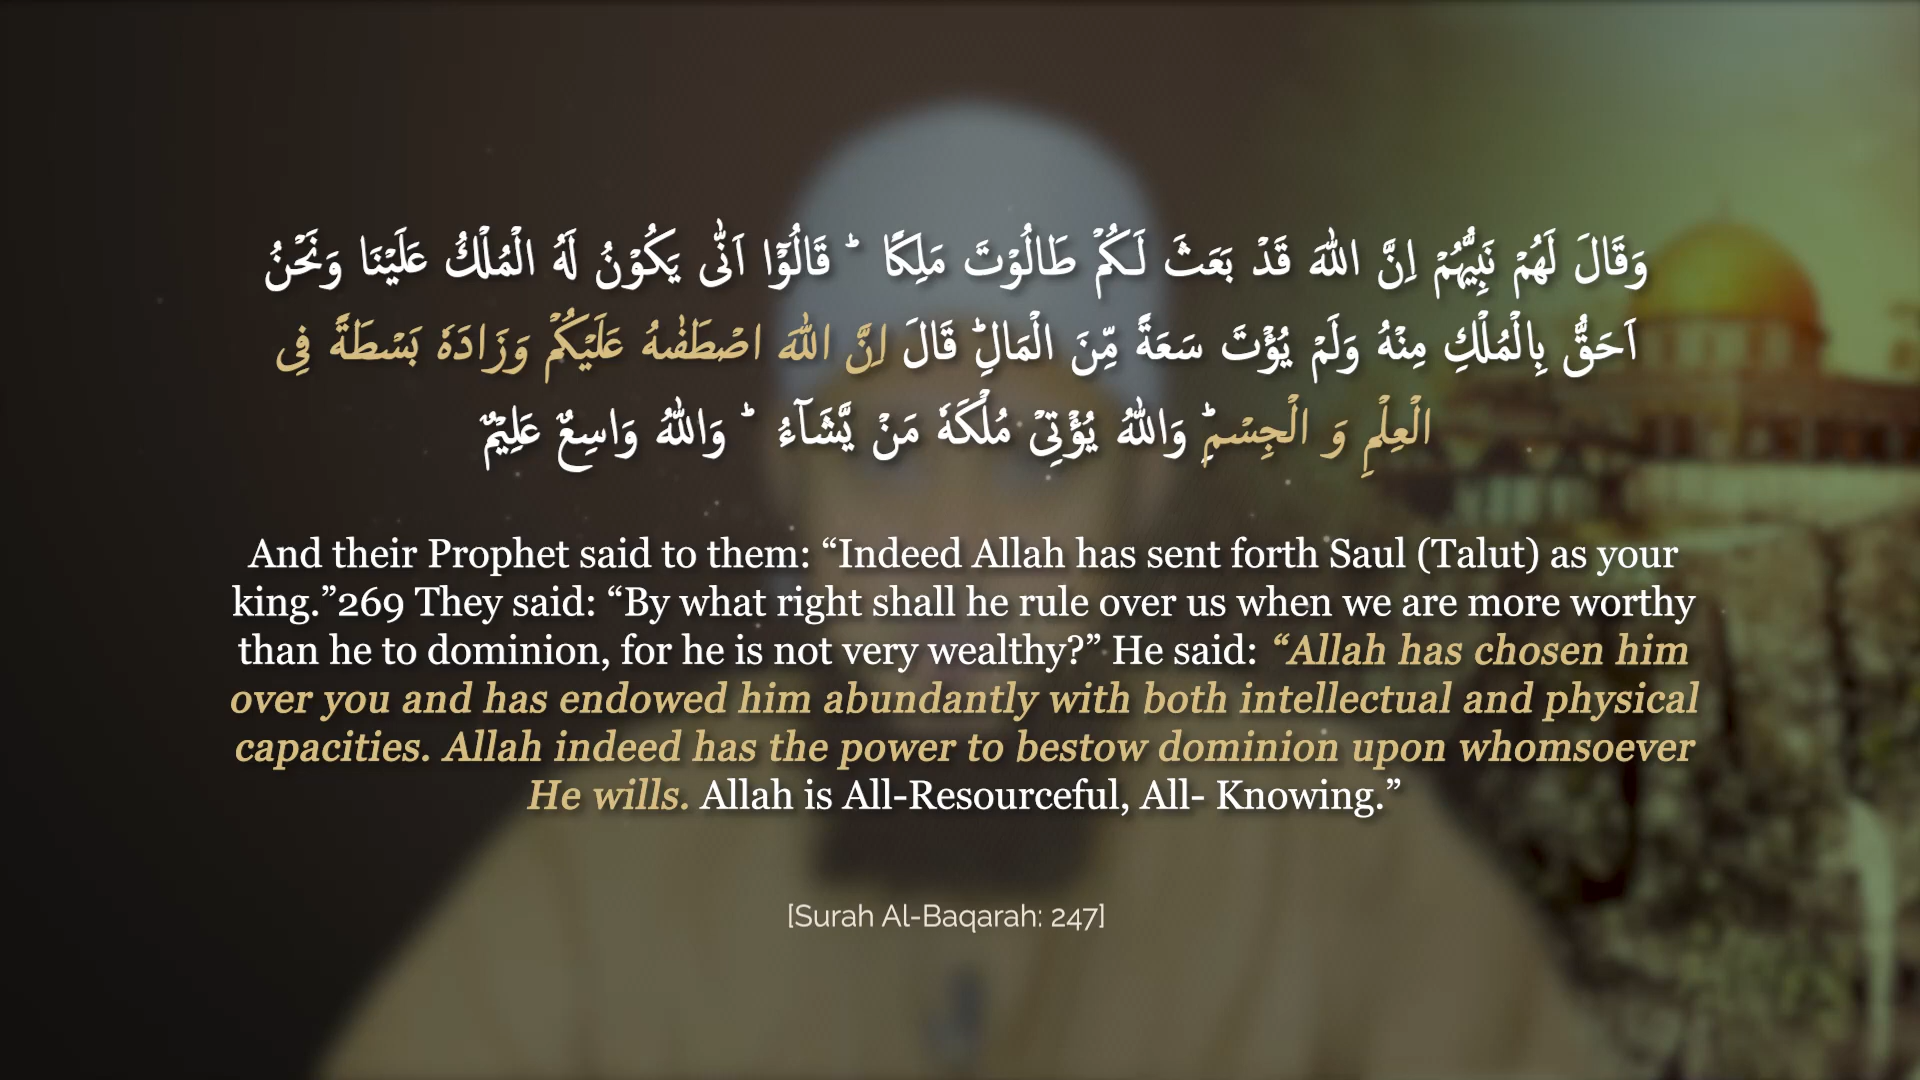 وَقَالَ لَهُمْ نَبِيُّهُمْ اِنَّ اللّٰهَ قَدْ بَعَثَ لَـكُمْ طَالُوْتَ مَلِكًا ؕ قَالُوْٓا اَنّٰى يَكُوْنُ لَهُ الْمُلْكُ عَلَيْنَا وَنَحْنُ
اَحَقُّ بِالْمُلْكِ مِنْهُ وَلَمْ يُؤْتَ سَعَةً مِّنَ الْمَالِؕ قَالَ اِنَّ اللّٰهَ اصْطَفٰٮهُ عَلَيْکُمْ وَزَادَهٗ بَسْطَةً فِى
الْعِلْمِ وَ الْجِسْمِؕ وَاللّٰهُ يُؤْتِىْ مُلْکَهٗ مَنْ يَّشَآءُ ؕ وَاللّٰهُ وَاسِعٌ عَلِيْمٌ
And their Prophet said to them: “Indeed Allah has sent forth Saul (Talut) as your
king.”269 They said: “By what right shall he rule over us when we are more worthy
than he to dominion, for he is not very wealthy?” He said: “Allah has chosen him
over you and has endowed him abundantly with both intellectual and physical
capacities. Allah indeed has the power to bestow dominion upon whomsoever
He wills. Allah is All-Resourceful, All- Knowing.”
[Surah Al-Baqarah: 247]